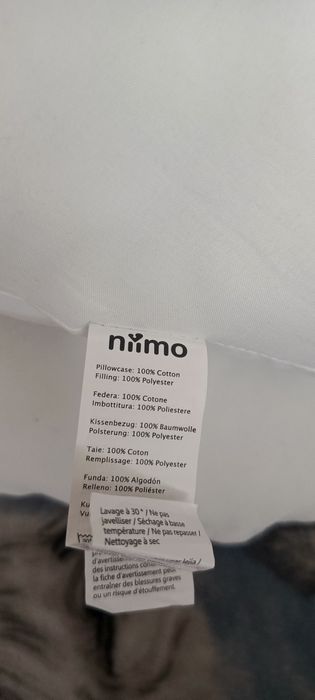 niimo
Pillowcase: 100% Cotton
Filling: 100% Polyester
Federa: 100% Cotone
Imbottitura: 100% Poliestere
Kissenbezug: 100% Baumwolle
Polsterung: 100% Polyester
Taie: 100% Coton
Remplissage: 100% Polyester
Funda: 100% Algodón
Relleno: 100% Poliéster
Ku
Vu
Lavage à 30° / Ne pas
javelliser / Séchage à basse
température / Ne pas repasser /
Nettoyage à sec
d'avertisse
des instructions
la fiche d'avertissement peut
entraîner des blessures graves
ou un risque d'étouffement.